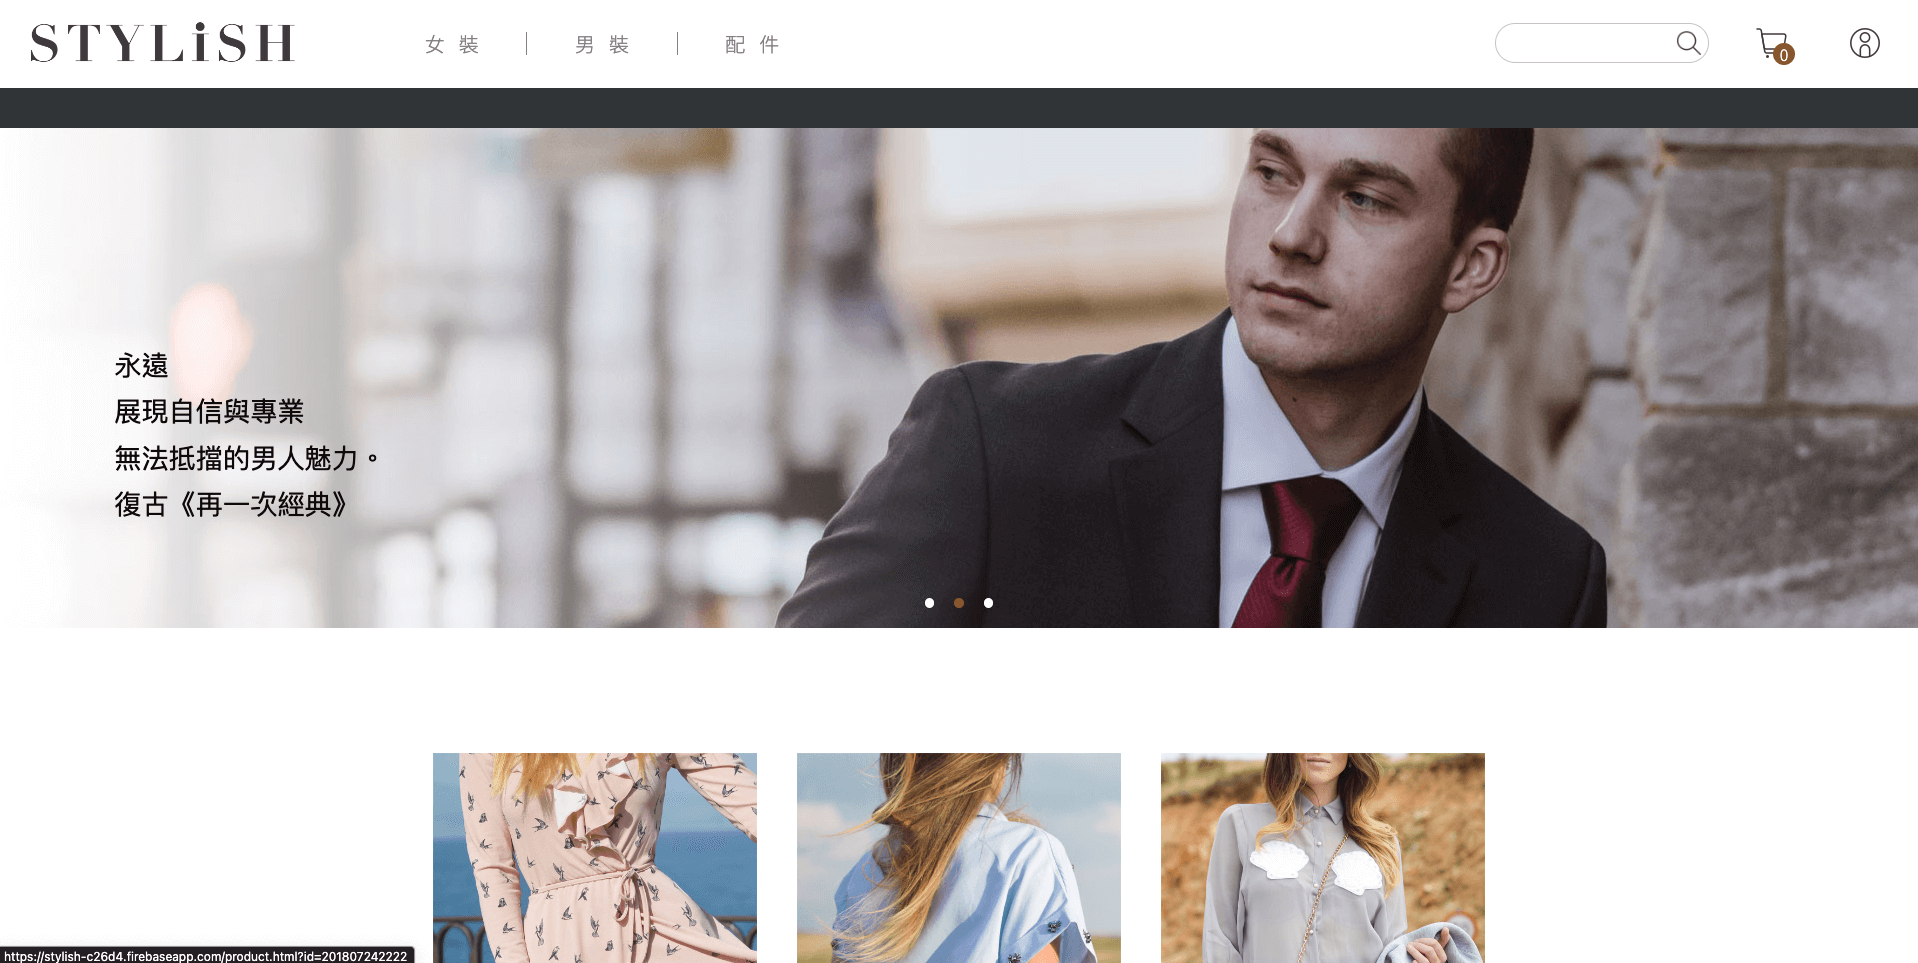 STYLiSH
女裝
男裝
配件
0
永遠
展現自信與專業
無法抵擋的男人魅力。
復古《再一次經典》
https://stylish-c26d4.firebaseapp.com/product.html?id=201807242222